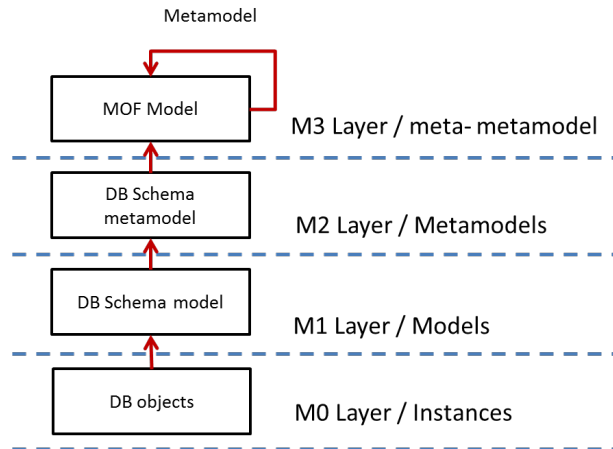 Metamodel
MOF Model
M3 Layer / meta- metamodel
DB Schema
metamodel
M2 Layer / Metamodels
DB Schema model
M1 Layer / Models
DB objects
M0 Layer / Instances